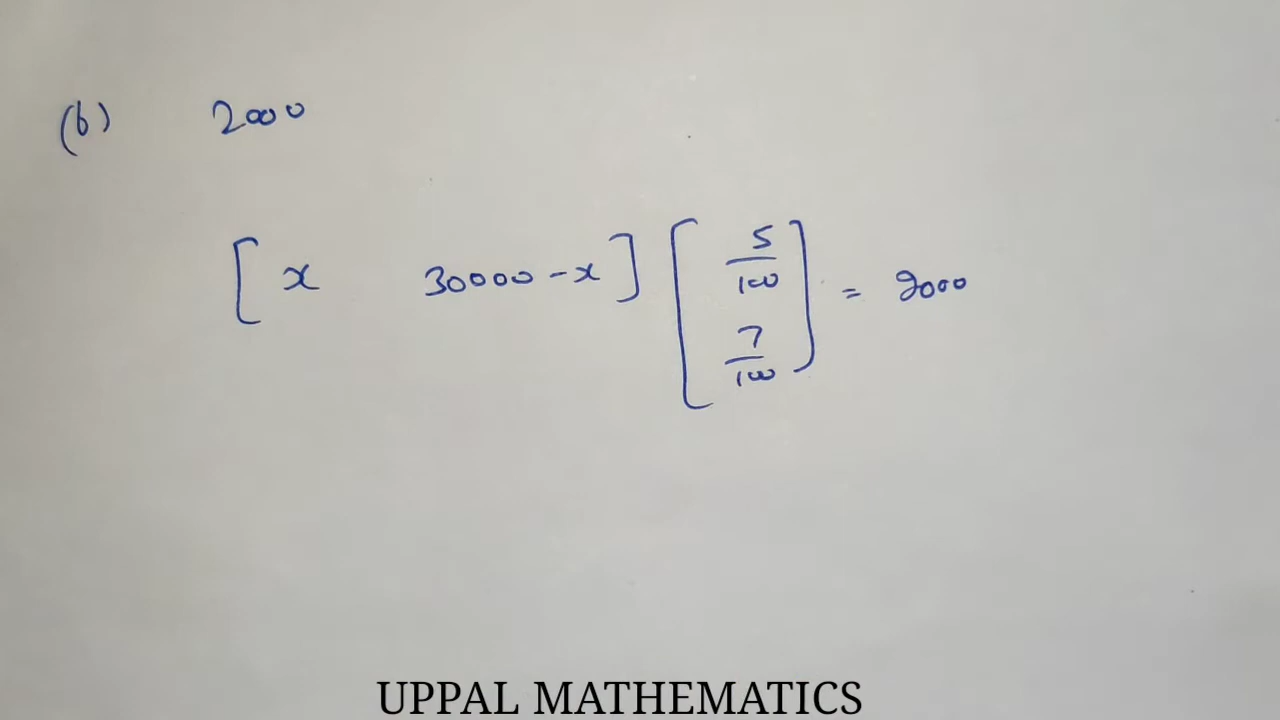 (b) 2000
[ x 30000 - x ] [ 5/100 7/100 ] = 2000
UPPAL MATHEMATICS